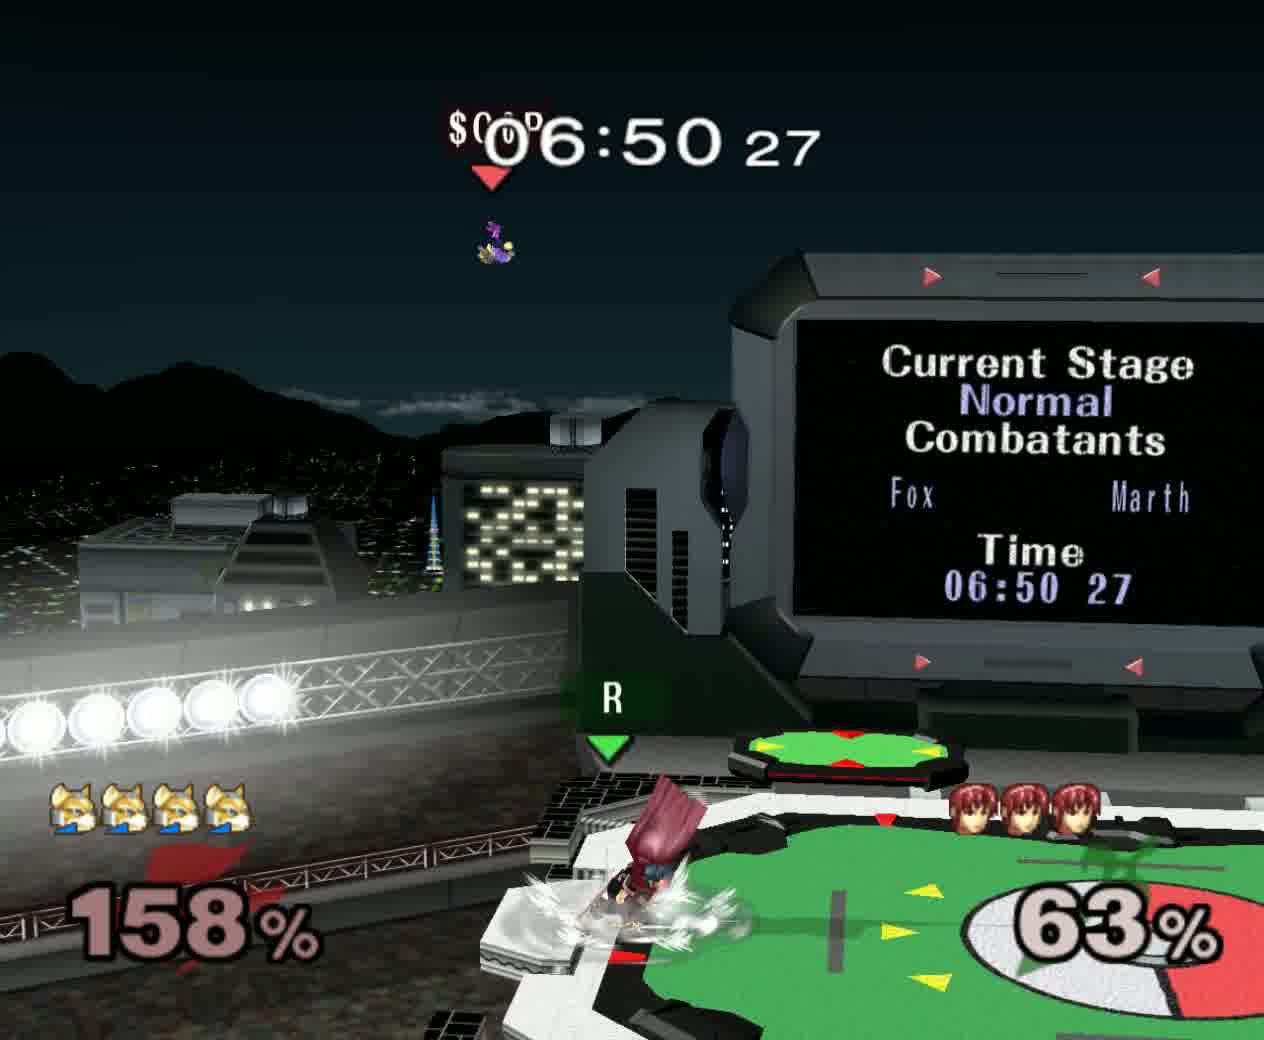 06:50 27
Current Stage
Normal
Combatants
Fox Marth
Time
06:50 27
R
158%
63%